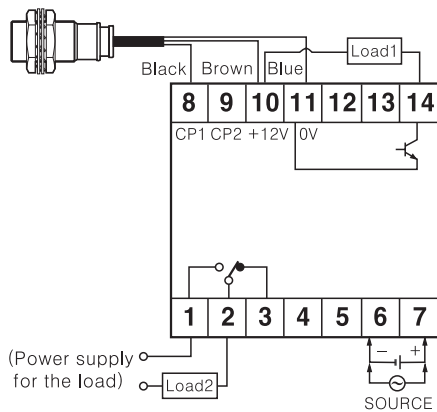 Load1
Black Brown Blue
8 9 10 11 12 13 14
CP1 CP2 +12V 0V
1 2 3 4 5 6 7
(Power supply
for the load)
Load2
− +
SOURCE